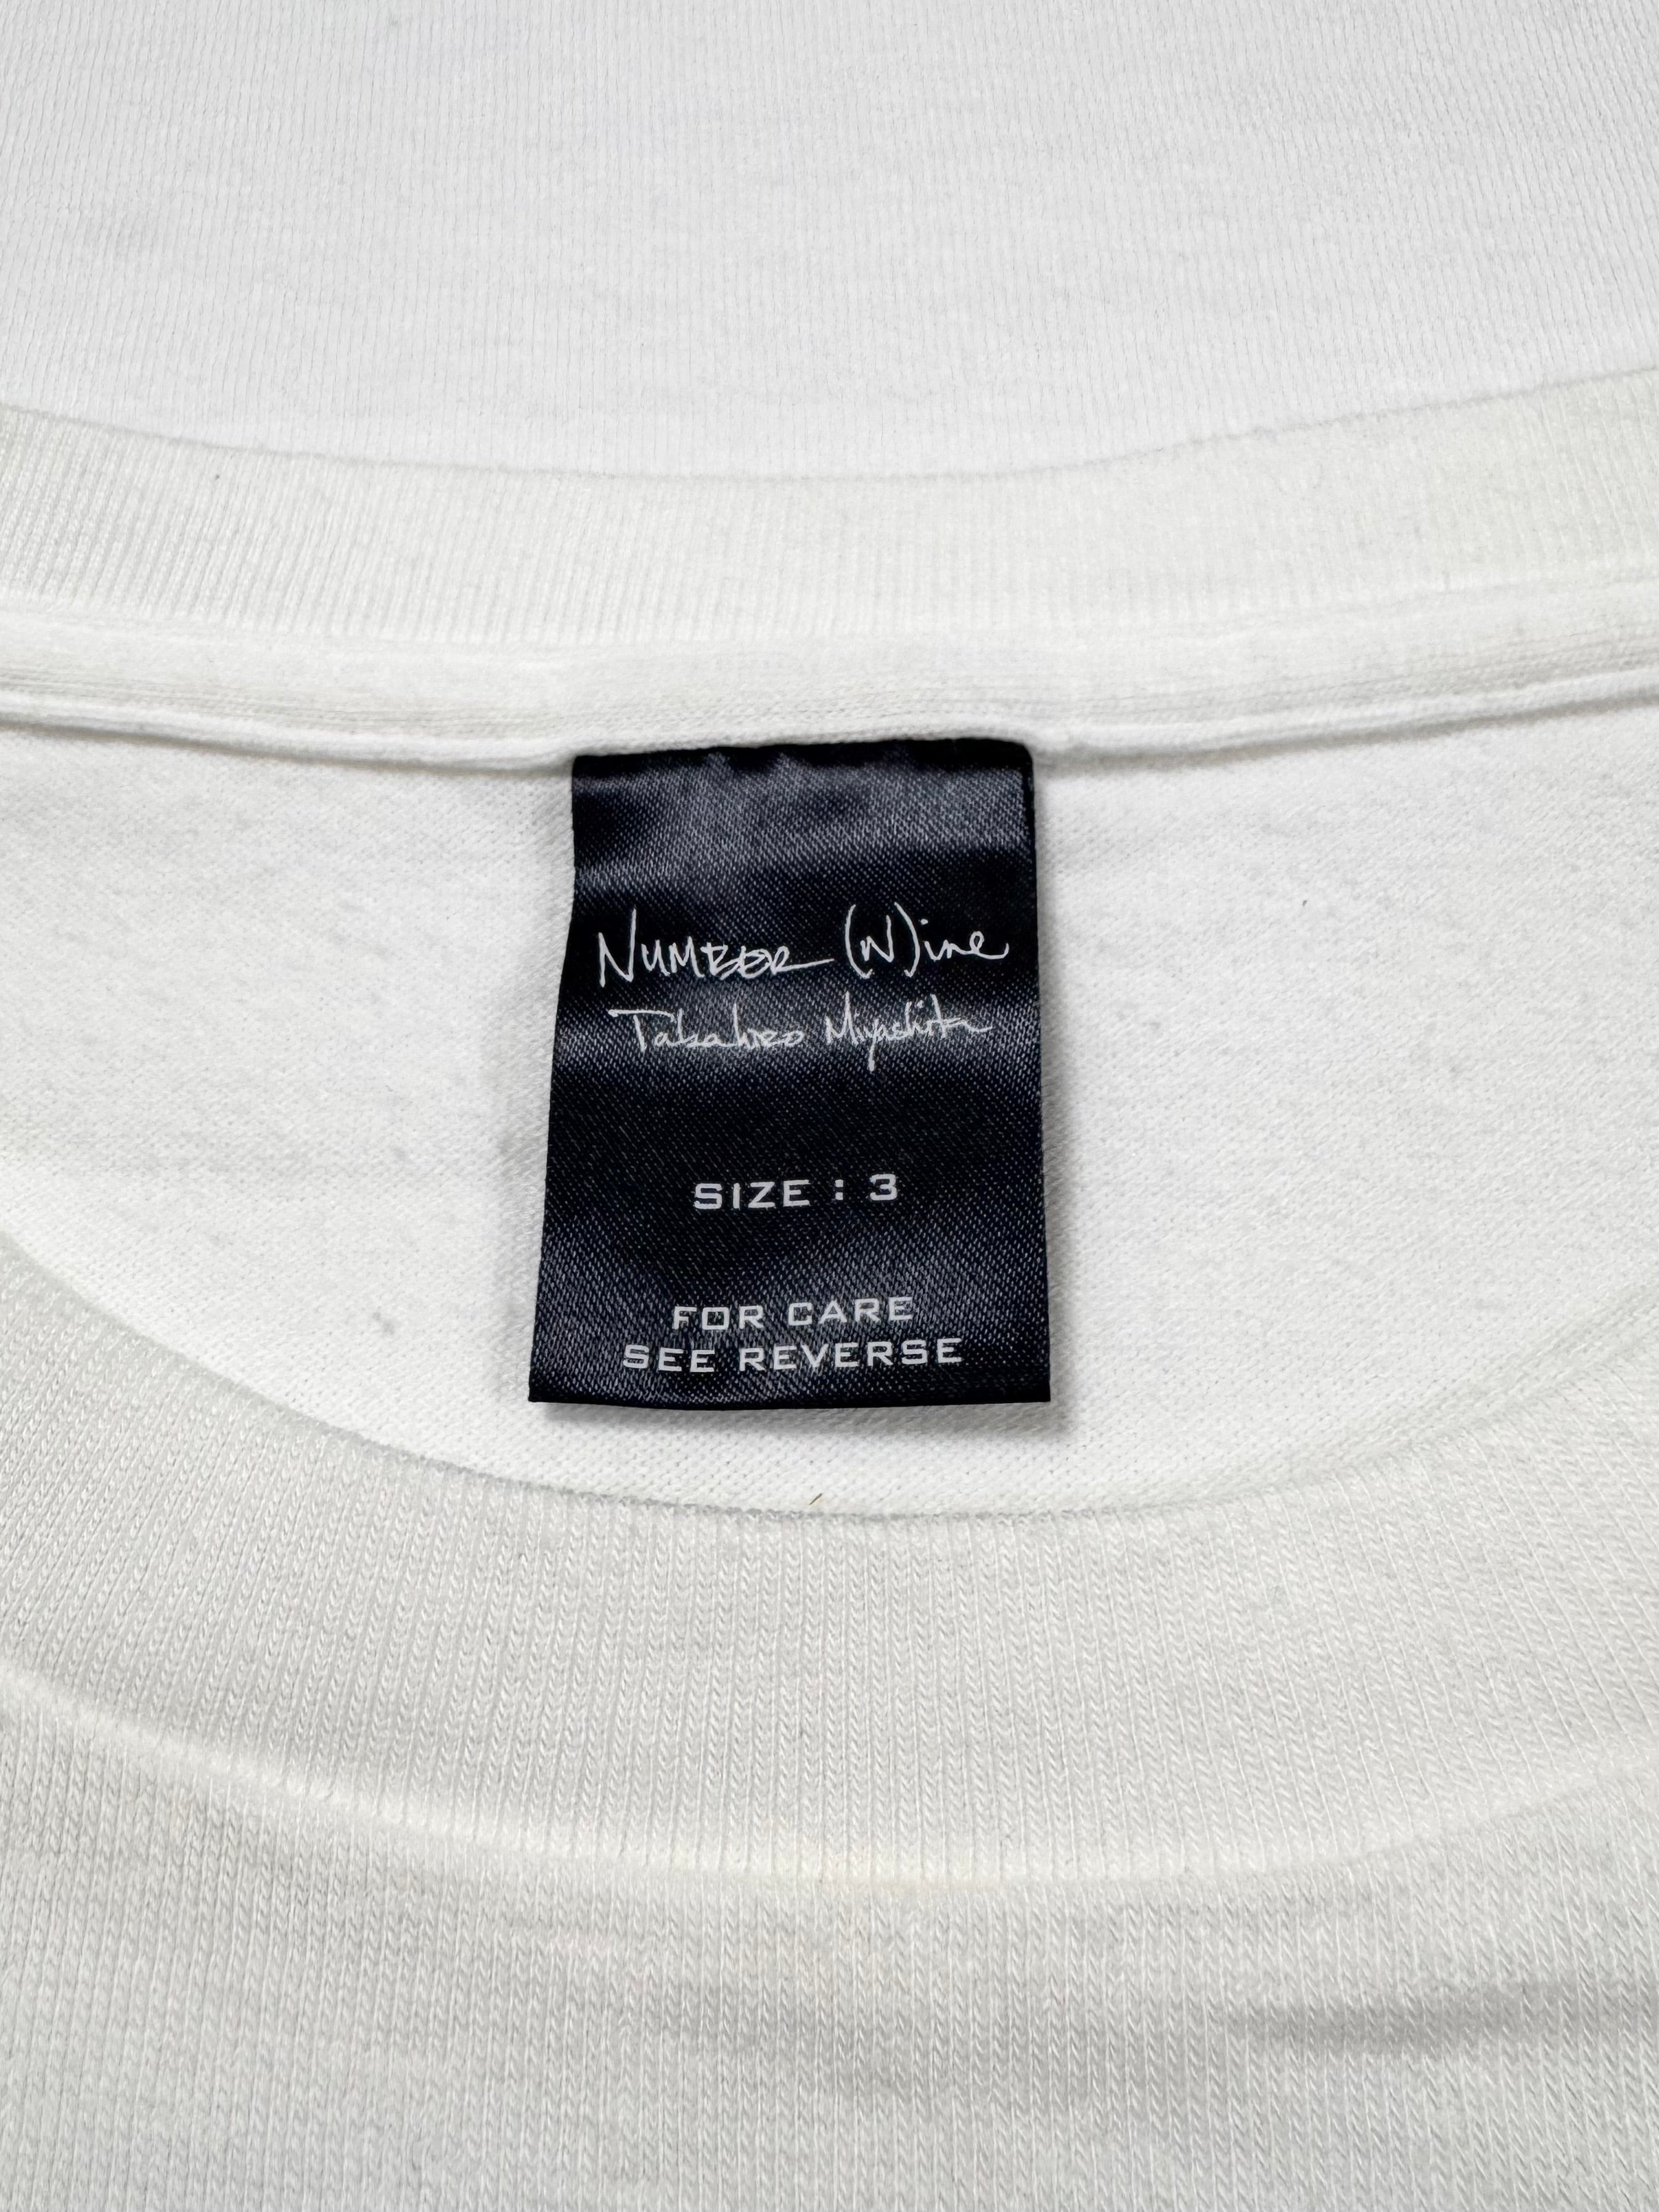 NUMBER (N)ine
Takahiro Miyashita
SIZE : 3
FOR CARE
SEE REVERSE